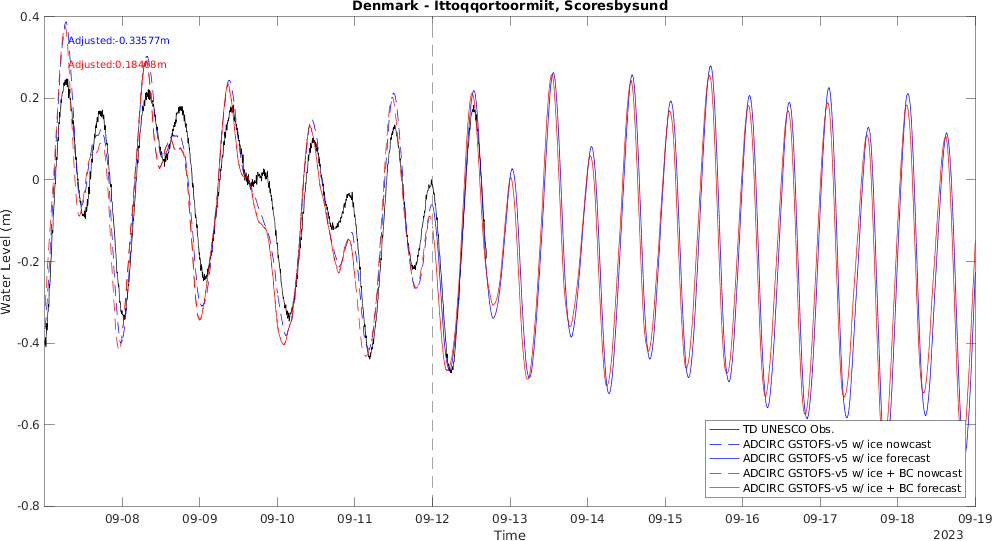 Denmark - Ittoqqortoormiit, Scoresbysund
Adjusted:-0.33577m
Adjusted:0.18468m
Water Level (m)
0.4
0.2
0
-0.2
-0.4
-0.6
-0.8
TD UNESCO Obs.
ADCIRC GSTOFS-v5 w/ ice nowcast
ADCIRC GSTOFS-v5 w/ ice forecast
ADCIRC GSTOFS-v5 w/ ice + BC nowcast
ADCIRC GSTOFS-v5 w/ ice + BC forecast
09-08 09-09 09-10 09-11 09-12 09-13 09-14 09-15 09-16 09-17 09-18 09-19
Time
2023